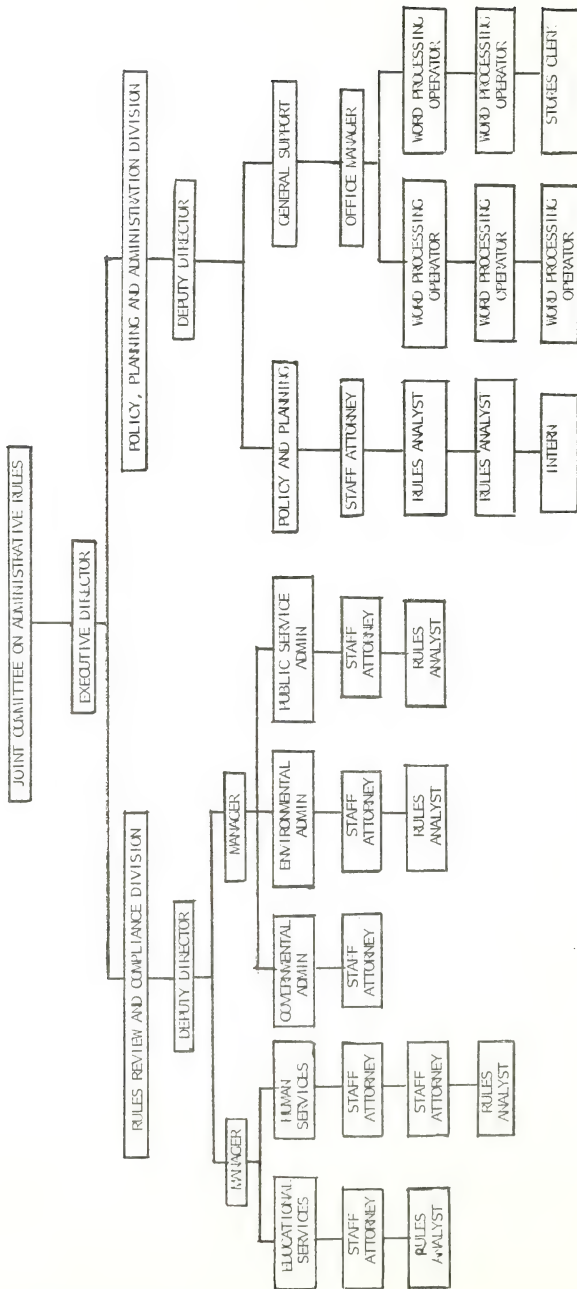 JOINT COMMITTEE ON ADMINISTRATIVE RULES
EXECUTIVE DIRECTOR
RULES REVIEW AND COMPLIANCE DIVISION
DEPUTY DIRECTOR
MANAGER
EDUCATIONAL
SERVICES
STAFF
ATTORNEY
RULES
ANALYST
HUMAN
SERVICES
STAFF
ATTORNEY
STAFF
ATTORNEY
RULES
ANALYST
MANAGER
GOVERNMENTAL
ADMIN
STAFF
ATTORNEY
ENVIRONMENTAL
ADMIN
STAFF
ATTORNEY
RULES
ANALYST
PUBLIC SERVICE
ADMIN
STAFF
ATTORNEY
RULES
ANALYST
POLICY, PLANNING AND ADMINISTRATION DIVISION
DEPUTY DIRECTOR
POLICY AND PLANNING
STAFF ATTORNEY
RULES ANALYST
RULES ANALYST
INTERN
GENERAL SUPPORT
OFFICE MANAGER
WORD PROCESSING
OPERATOR
WORD PROCESSING
OPERATOR
WORD PROCESSING
OPERATOR
WORD PROCESSING
OPERATOR
WORD PROCESSING
OPERATOR
STORES CLERK